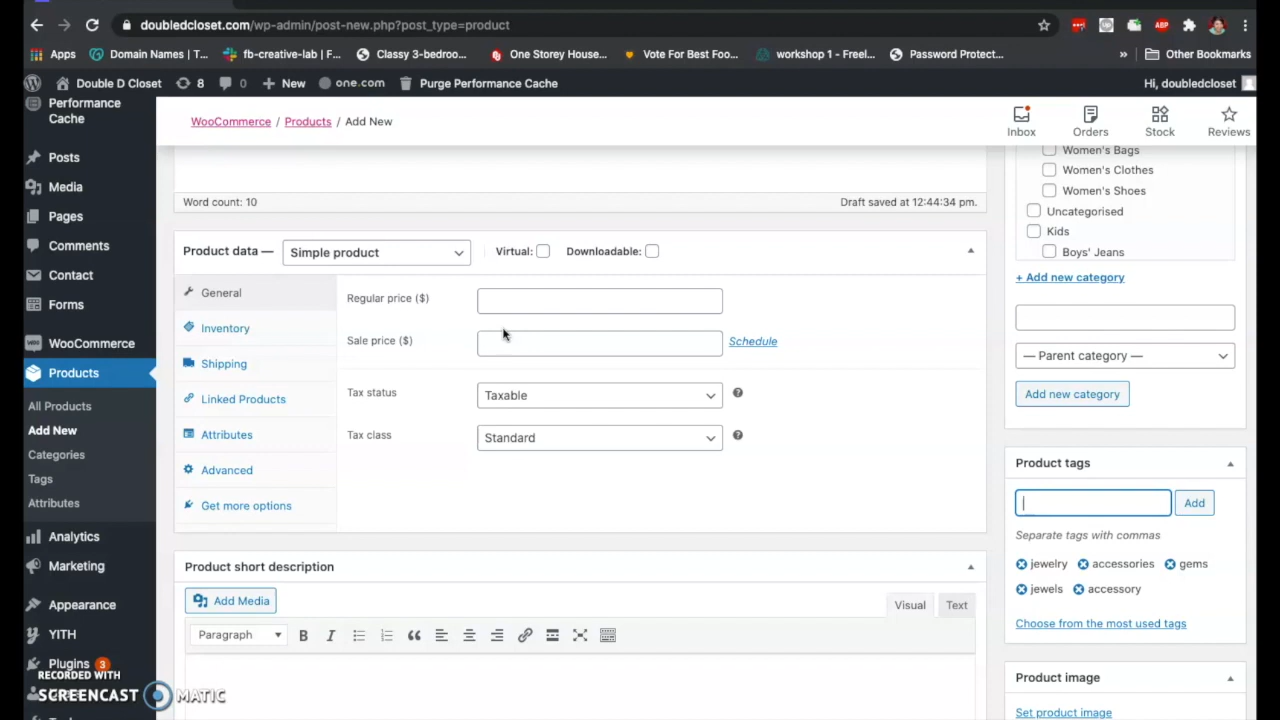 doubledcloset.com/wp-admin/post-new.php?post_type=product
ABP
Apps Domain Names | T... fb-creative-lab | F... Classy 3-bedroo... One Storey House... Vote For Best Foo... workshop 1 - Freel... Password Protect... » Other Bookmarks
Double D Closet 8 0 + New one.com Purge Performance Cache Hi, doubledcloset
Performance
Cache
Posts
Media
Pages
Comments
Contact
Forms
WooCommerce
Products
All Products
Add New
Categories
Tags
Attributes
Analytics
Marketing
Appearance
YITH
Plugins 3
RECORDED WITH
SCREENCAST MATIC
WooCommerce / Products / Add New
Inbox Orders Stock Reviews
Word count: 10 Draft saved at 12:44:34 pm.
Product data — Simple product Virtual: Downloadable:
General
Inventory
Shipping
Linked Products
Attributes
Advanced
Get more options
Regular price ($)
Sale price ($) Schedule
Tax status Taxable
Tax class Standard
Product short description
Add Media
Visual Text
Paragraph B I
Women's Bags
Women's Clothes
Women's Shoes
Uncategorised
Kids
Boys' Jeans
+ Add new category
— Parent category —
Add new category
Product tags
Add
Separate tags with commas
jewelry accessories gems
jewels accessory
Choose from the most used tags
Product image
Set product image